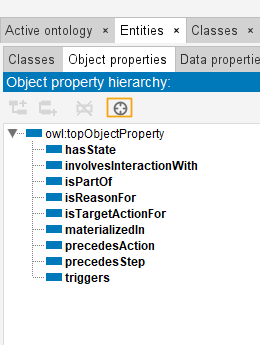 Active ontology × Entities × Classes ×
Classes Object properties Data propertie
Object property hierarchy:
owl:topObjectProperty
hasState
involvesInteractionWith
isPartOf
isReasonFor
isTargetActionFor
materializedIn
precedesAction
precedesStep
triggers